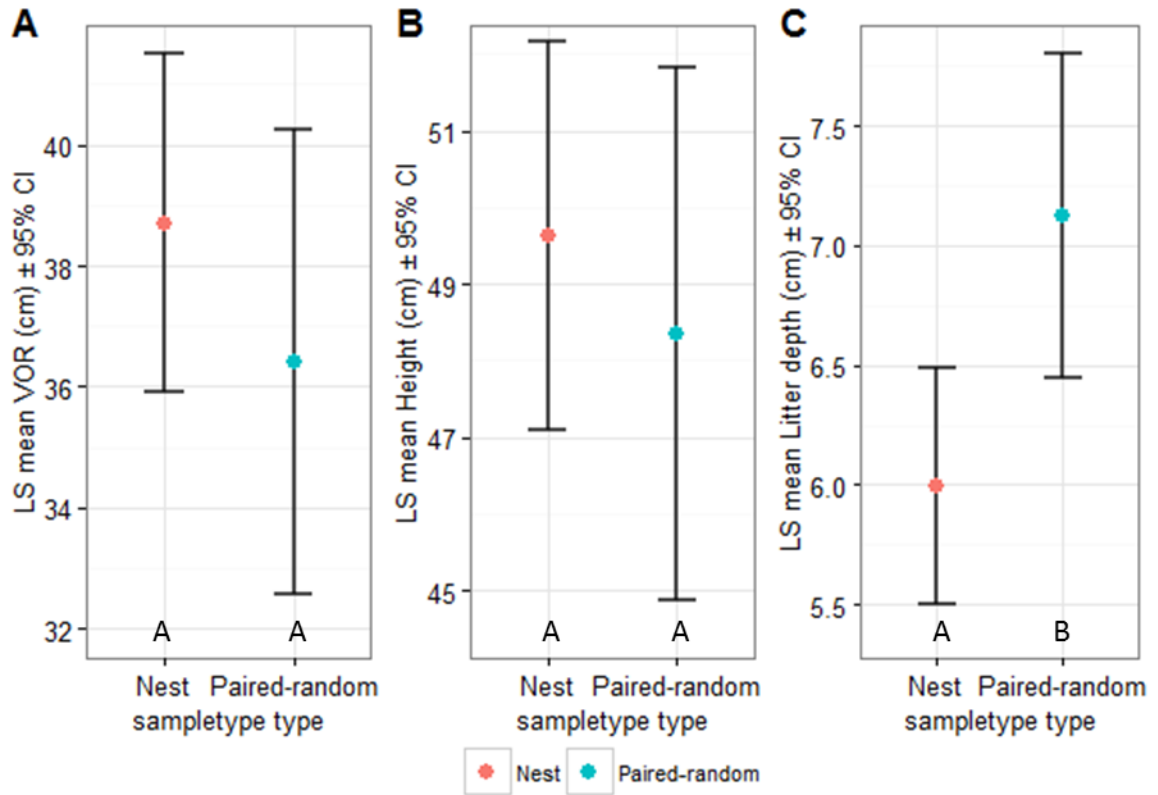 A
LS mean VOR (cm) ± 95% CI
40
38
36
34
32
A A
Nest Paired-random
sampletype type
B
LS mean Height (cm) ± 95% CI
51
49
47
45
A A
Nest Paired-random
sampletype type
C
LS mean Litter depth (cm) ± 95% CI
7.5
7.0
6.5
6.0
5.5
A B
Nest Paired-random
sampletype type
Nest Paired-random